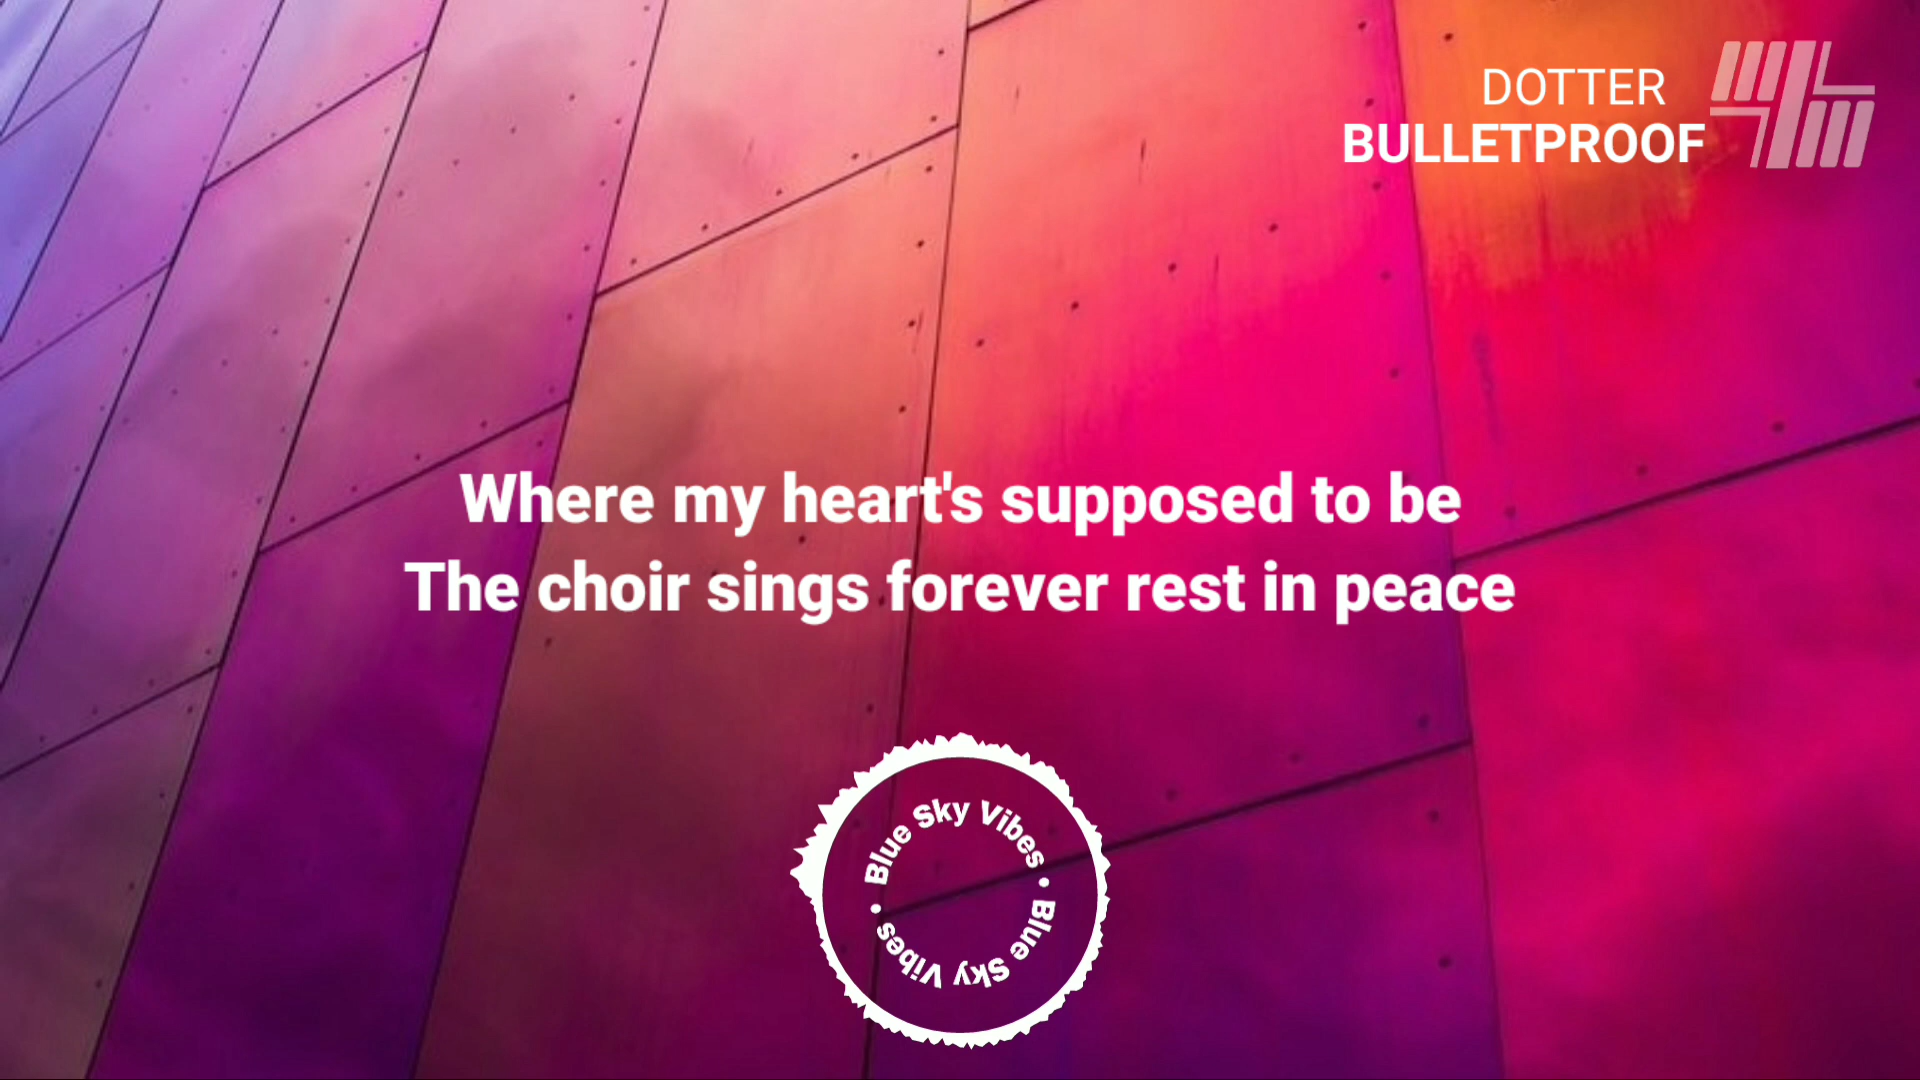 DOTTER
BULLETPROOF
Where my heart's supposed to be
The choir sings forever rest in peace
Blue Sky Vibes • Blue Sky Vibes •